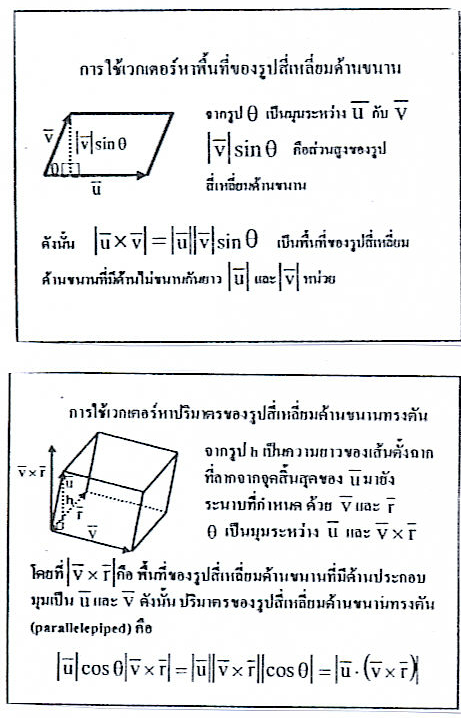 การใช้เวกเตอร์หาพื้นที่ของรูปสี่เหลี่ยมด้านขนาน
จากรูป θ เป็นมุมระหว่าง u̅ กับ v̅
|v̅| sin θ คือส่วนสูงของรูป
สี่เหลี่ยมด้านขนาน
v̅
|v̅| sin θ
θ
u̅
ดังนั้น |u̅ × v̅| = |u̅||v̅| sin θ เป็นพื้นที่ของรูปสี่เหลี่ยม
ด้านขนานที่มีด้านไม่ขนานกันยาว |u̅| และ |v̅| หน่วย
การใช้เวกเตอร์หาปริมาตรของรูปสี่เหลี่ยมด้านขนานทรงตัน
จากรูป h เป็นความยาวของเส้นตั้งฉาก
ที่ลากจากจุดสิ้นสุดของ u̅ มายัง
ระนาบที่กำหนด ด้วย v̅ และ r̅
θ เป็นมุมระหว่าง u̅ และ v̅ × r̅
v̅ × r̅
u̅
h
r̅
v̅
โดยที่ |v̅ × r̅| คือ พื้นที่ของรูปสี่เหลี่ยมด้านขนานที่มีด้านประกอบ
มุมเป็น u̅ และ v̅ ดังนั้น ปริมาตรของรูปสี่เหลี่ยมด้านขนานทรงตัน
(parallelepiped) คือ
|u̅| cos θ |v̅ × r̅| = |u̅||v̅ × r̅||cos θ| = |u̅ · (v̅ × r̅)|